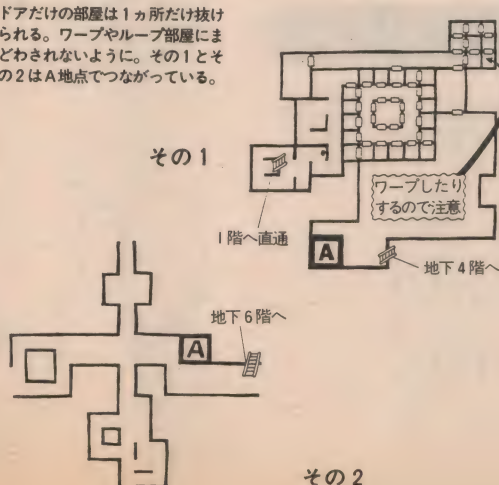 ドアだけの部屋は1ヵ所だけ抜け
られる。ワープやループ部屋にま
どわされないように。その1とそ
の2はA地点でつながっている。
その1
ワープしたり
するので注意
1階へ直通
A
地下4階へ
地下6階へ
A
その2